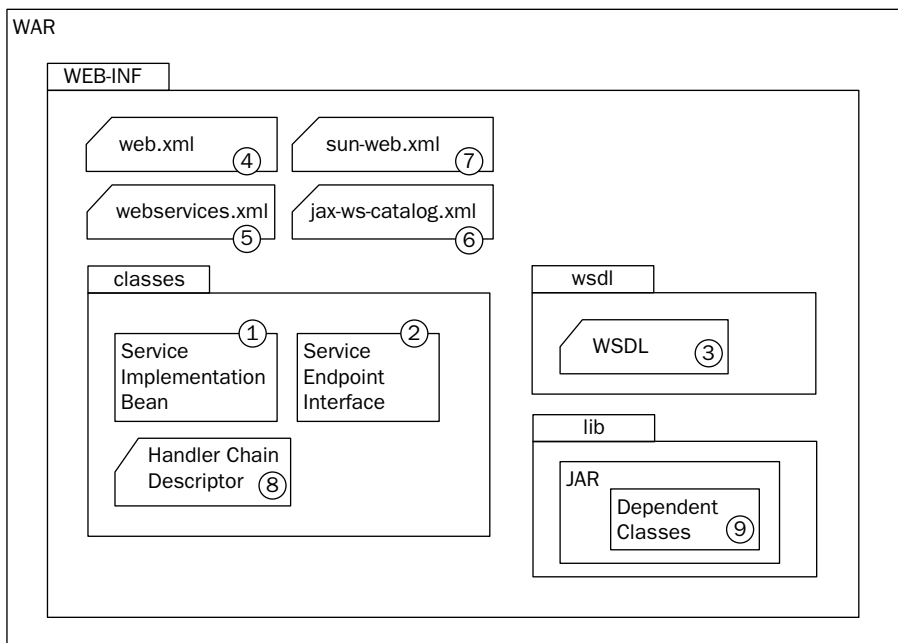 WAR
WEB-INF
web.xml
4
sun-web.xml
7
webservices.xml
5
jax-ws-catalog.xml
6
classes
1
Service
Implementation
Bean
2
Service
Endpoint
Interface
Handler Chain
Descriptor
8
wsdl
WSDL
3
lib
JAR
Dependent
Classes
9